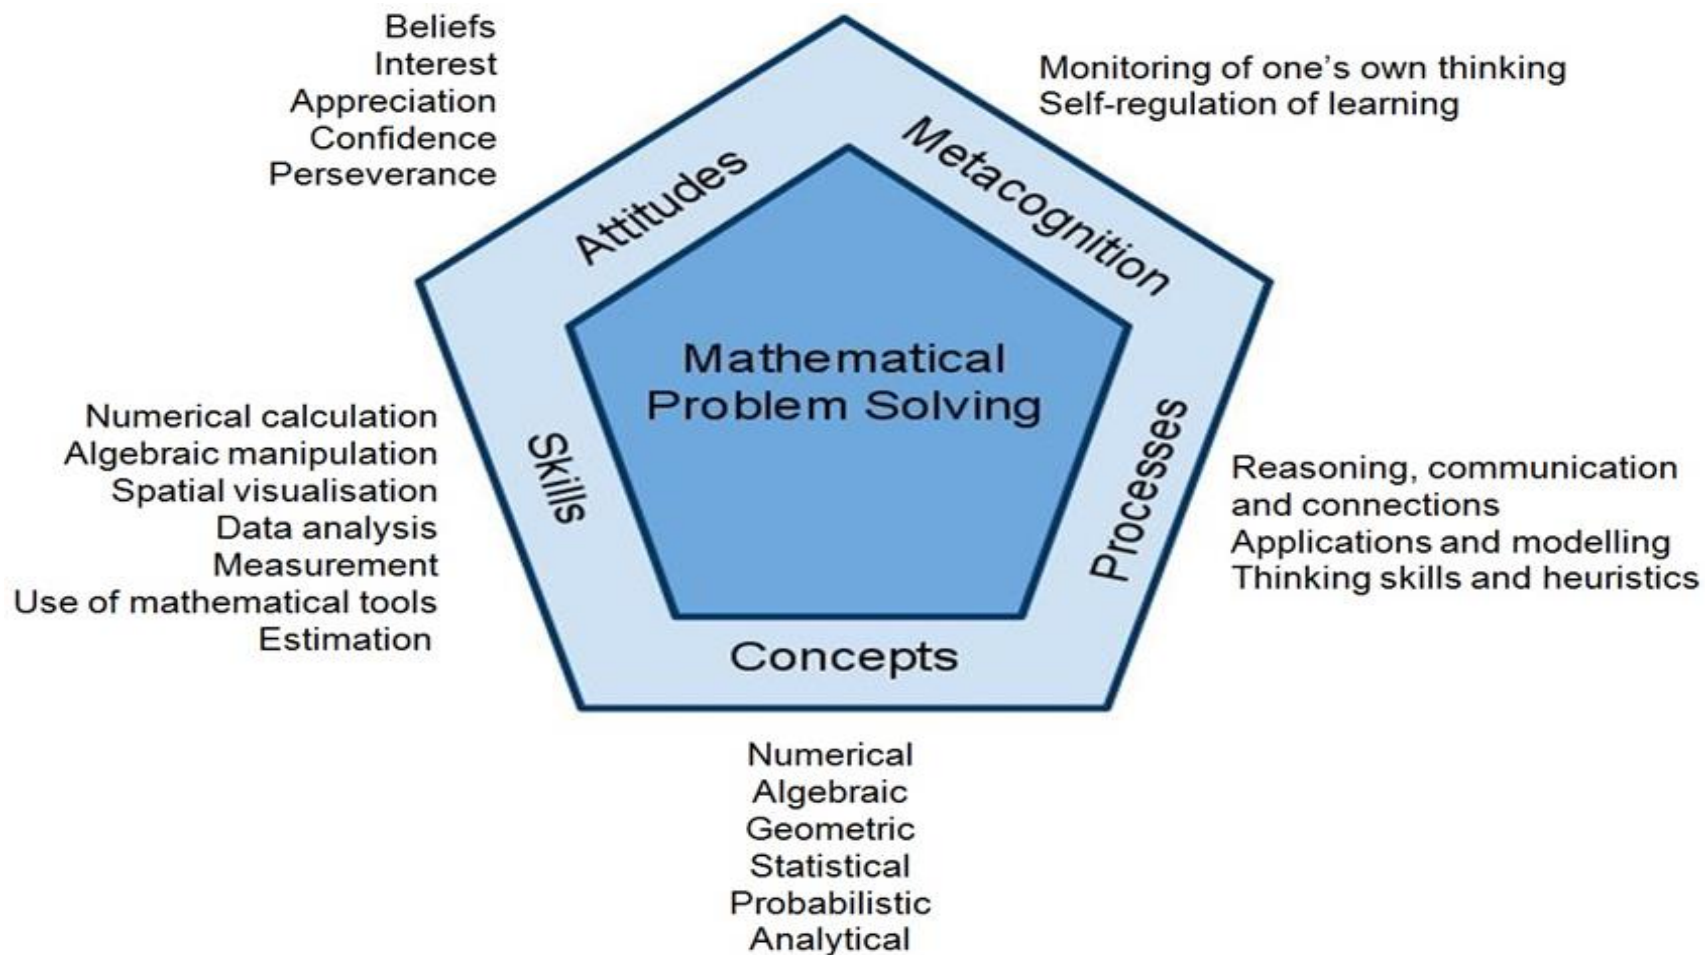 Beliefs
Interest
Appreciation
Confidence
Perseverance
Monitoring of one's own thinking
Self-regulation of learning
Attitudes
Metacognition
Mathematical
Problem Solving
Numerical calculation
Algebraic manipulation
Spatial visualisation
Data analysis
Measurement
Use of mathematical tools
Estimation
Skills
Processes
Reasoning, communication
and connections
Applications and modelling
Thinking skills and heuristics
Concepts
Numerical
Algebraic
Geometric
Statistical
Probabilistic
Analytical